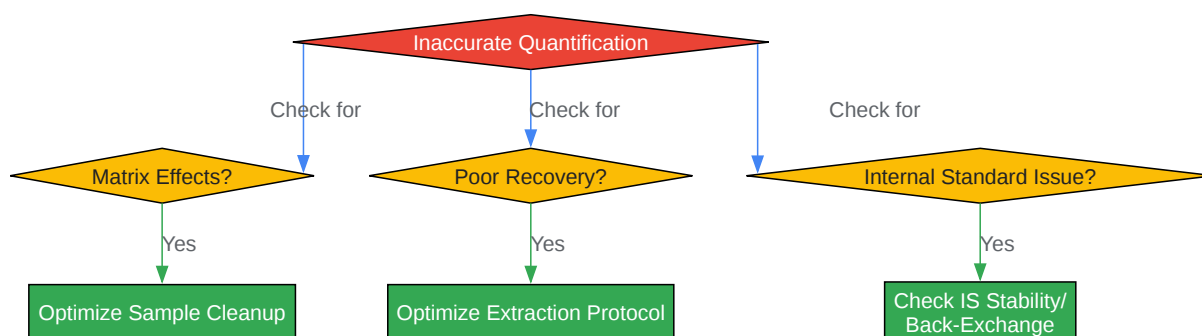 Inaccurate Quantification
Check for
Check for
Check for
Matrix Effects?
Poor Recovery?
Internal Standard Issue?
Yes
Yes
Yes
Optimize Sample Cleanup
Optimize Extraction Protocol
Check IS Stability/
Back-Exchange